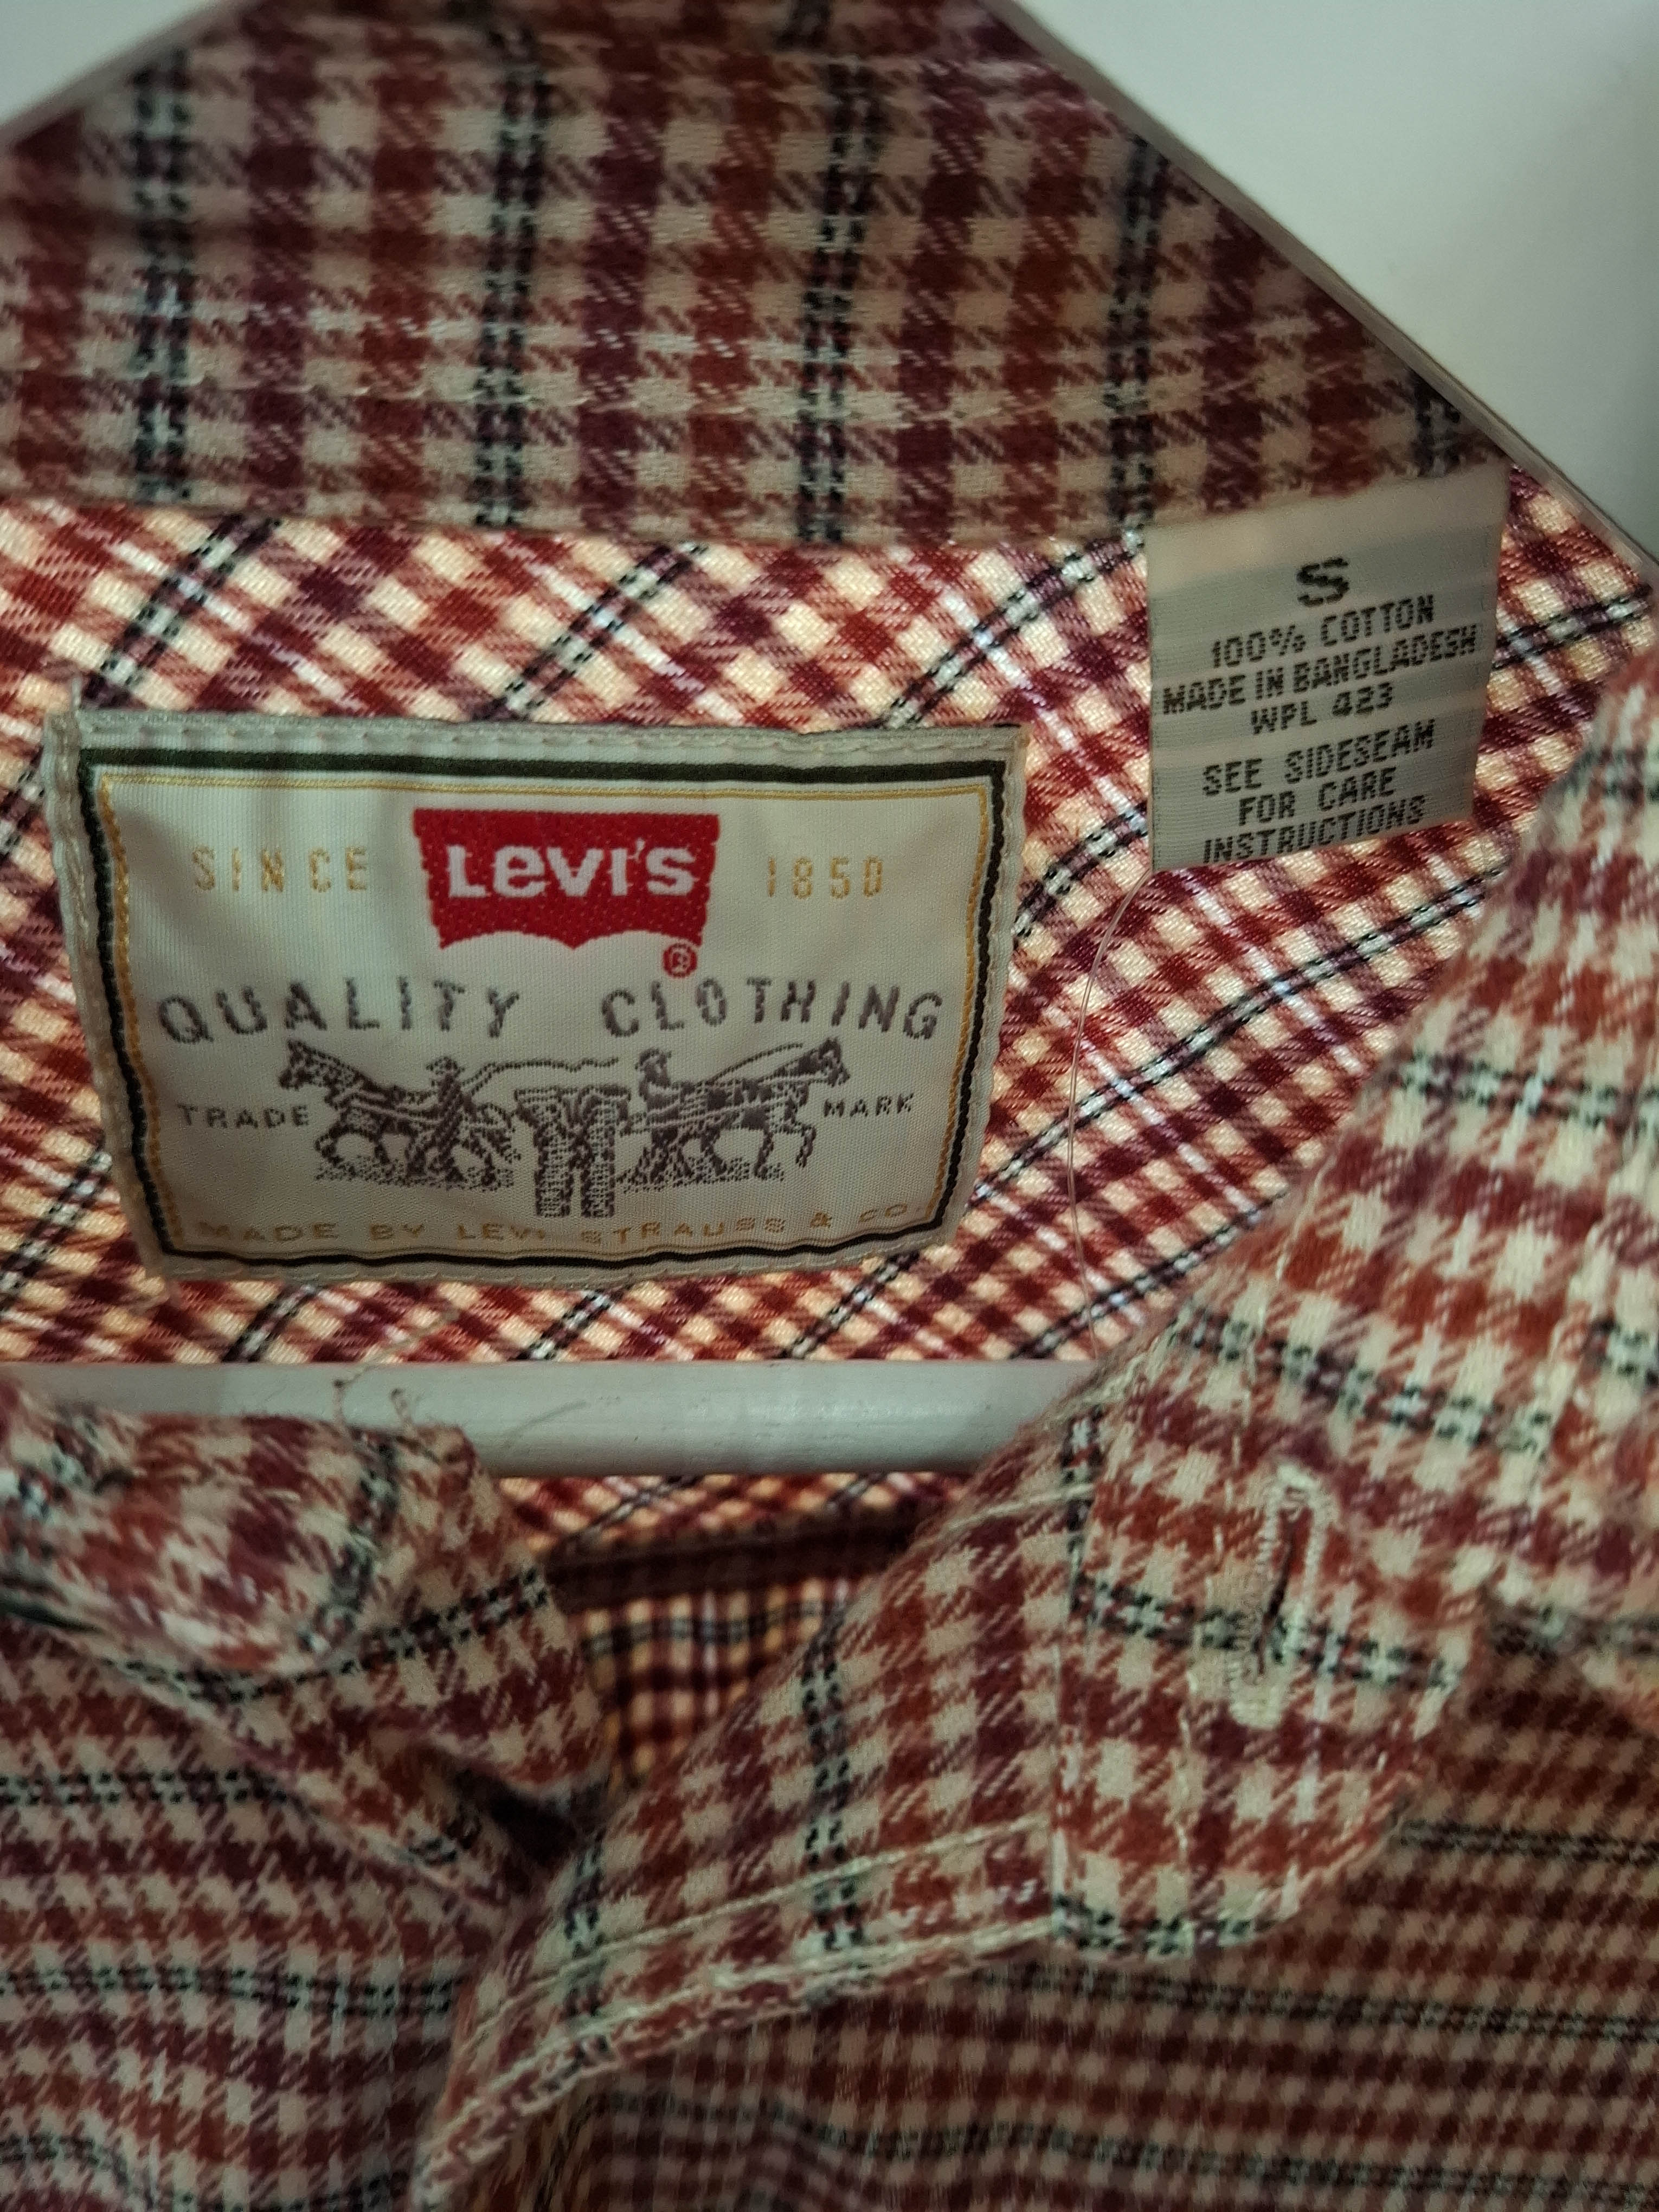 SINCE LEVI'S 1850
®
QUALITY CLOTHING
TRADE MARK
MADE BY LEVI STRAUSS & CO.
S
100% COTTON
MADE IN BANGLADESH
WPL 423
SEE SIDESEAM
FOR CARE
INSTRUCTIONS